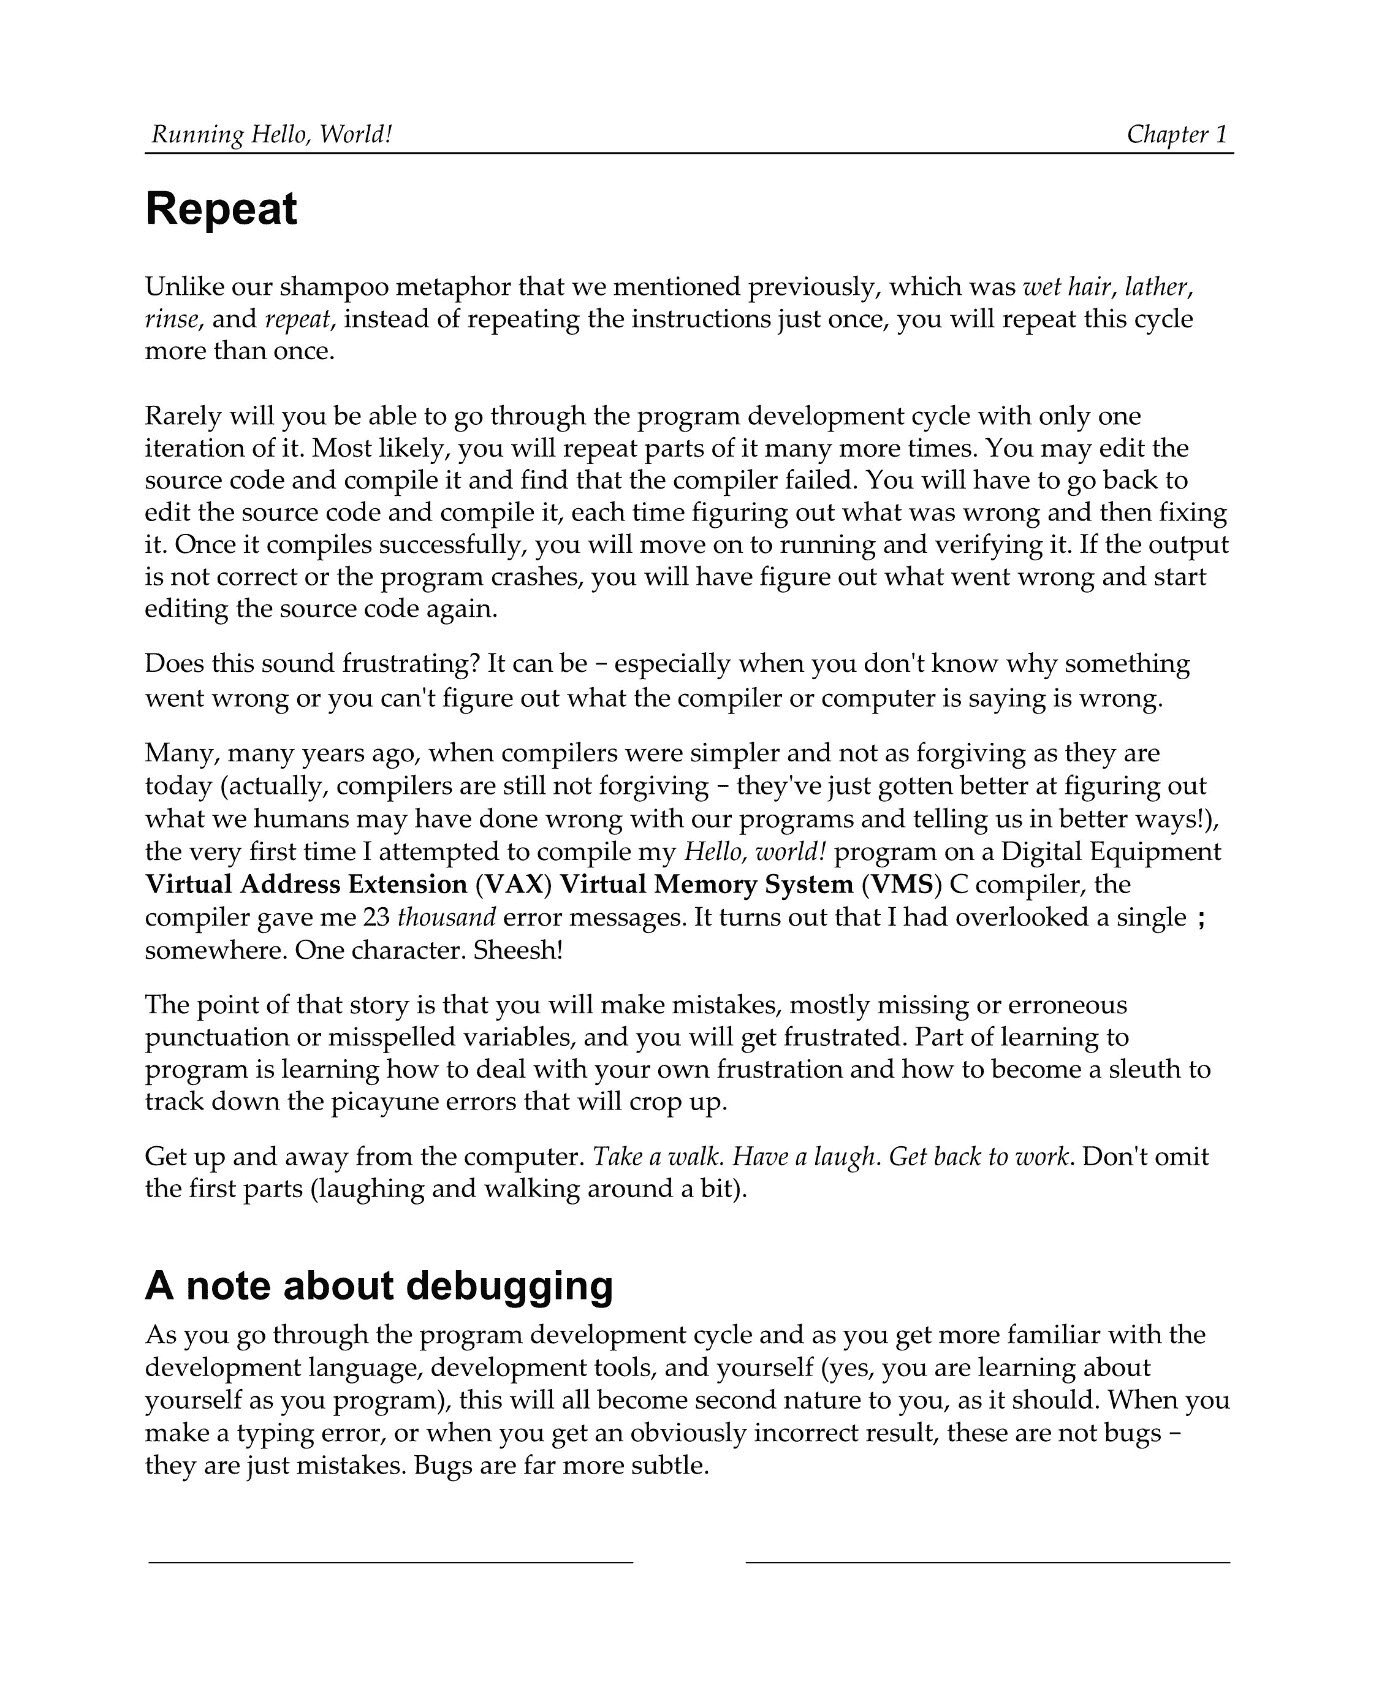 Running Hello, World! Chapter 1
Repeat
Unlike our shampoo metaphor that we mentioned previously, which was wet hair, lather,
rinse, and repeat, instead of repeating the instructions just once, you will repeat this cycle
more than once.
Rarely will you be able to go through the program development cycle with only one
iteration of it. Most likely, you will repeat parts of it many more times. You may edit the
source code and compile it and find that the compiler failed. You will have to go back to
edit the source code and compile it, each time figuring out what was wrong and then fixing
it. Once it compiles successfully, you will move on to running and verifying it. If the output
is not correct or the program crashes, you will have figure out what went wrong and start
editing the source code again.
Does this sound frustrating? It can be – especially when you don't know why something
went wrong or you can't figure out what the compiler or computer is saying is wrong.
Many, many years ago, when compilers were simpler and not as forgiving as they are
today (actually, compilers are still not forgiving – they've just gotten better at figuring out
what we humans may have done wrong with our programs and telling us in better ways!),
the very first time I attempted to compile my Hello, world! program on a Digital Equipment
Virtual Address Extension (VAX) Virtual Memory System (VMS) C compiler, the
compiler gave me 23 thousand error messages. It turns out that I had overlooked a single ;
somewhere. One character. Sheesh!
The point of that story is that you will make mistakes, mostly missing or erroneous
punctuation or misspelled variables, and you will get frustrated. Part of learning to
program is learning how to deal with your own frustration and how to become a sleuth to
track down the picayune errors that will crop up.
Get up and away from the computer. Take a walk. Have a laugh. Get back to work. Don't omit
the first parts (laughing and walking around a bit).
A note about debugging
As you go through the program development cycle and as you get more familiar with the
development language, development tools, and yourself (yes, you are learning about
yourself as you program), this will all become second nature to you, as it should. When you
make a typing error, or when you get an obviously incorrect result, these are not bugs –
they are just mistakes. Bugs are far more subtle.